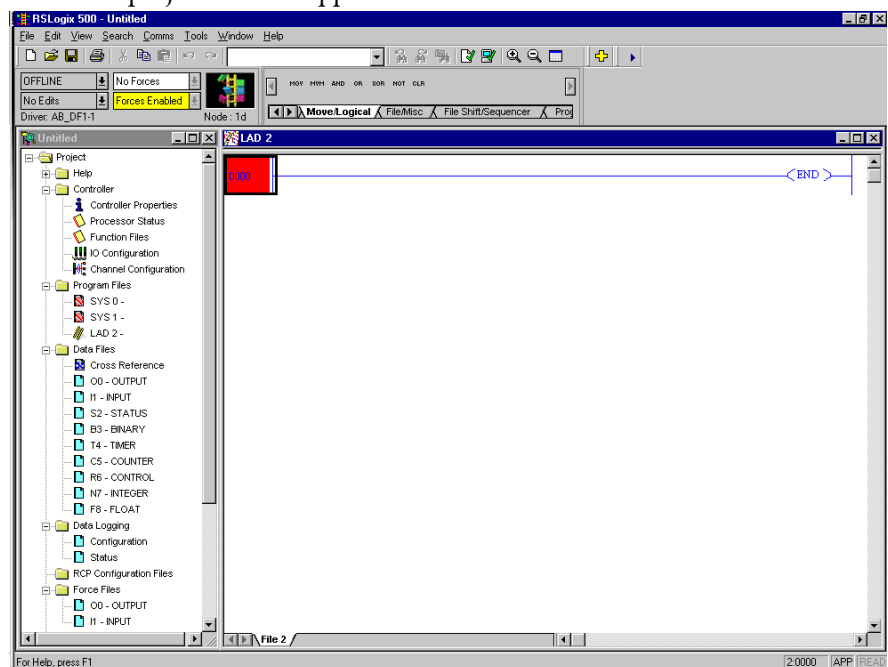 RSLogix 500 - Untitled
File Edit View Search Comms Tools Window Help
OFFLINE No Forces
No Edits Forces Enabled
Driver: AB_DF1-1 Node : 1d
MOV MVM AND OR XOR NOT CLR
Move/Logical File/Misc File Shift/Sequencer
Untitled
Project
Help
Controller
Controller Properties
Processor Status
Function Files
IO Configuration
Channel Configuration
Program Files
SYS 0 -
SYS 1 -
LAD 2 -
Data Files
Cross Reference
O0 - OUTPUT
I1 - INPUT
S2 - STATUS
B3 - BINARY
T4 - TIMER
C5 - COUNTER
R6 - CONTROL
N7 - INTEGER
F8 - FLOAT
Data Logging
Configuration
Status
RCP Configuration Files
Force Files
O0 - OUTPUT
I1 - INPUT
LAD 2
0000
END
File 2
For Help, press F1
2:0000 APP READ